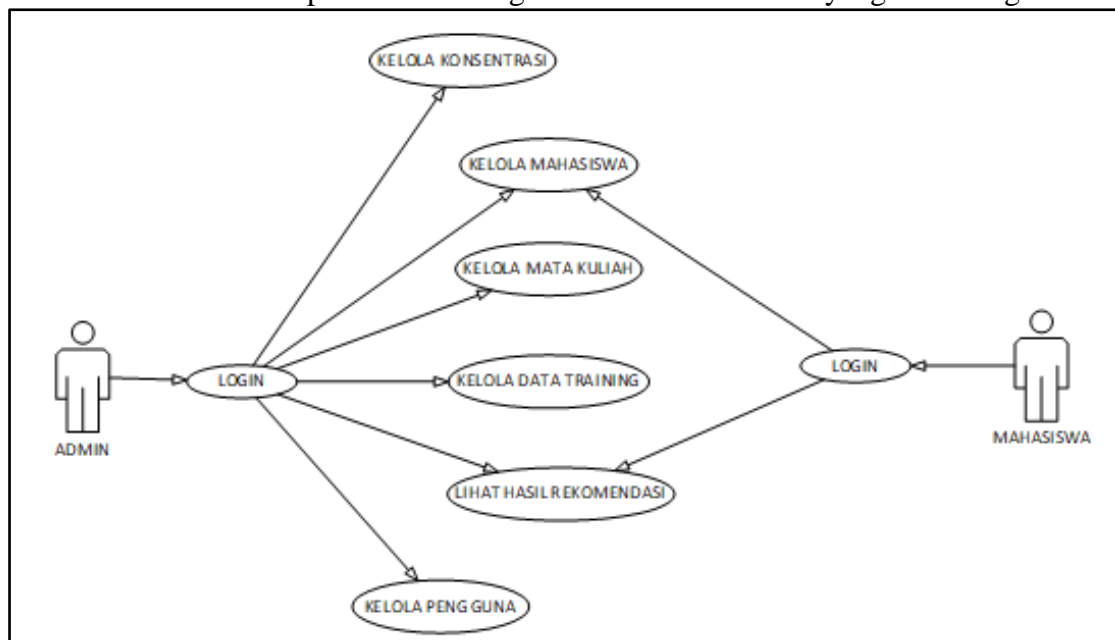 KELOLA KONSENTRASI
KELOLA MAHASISWA
KELOLA MATA KULIAH
LOGIN
LOGIN
KELOLA DATA TRAINING
ADMIN
MAHASISWA
LIHAT HASIL REKOMENDASI
KELOLA PENGGUNA